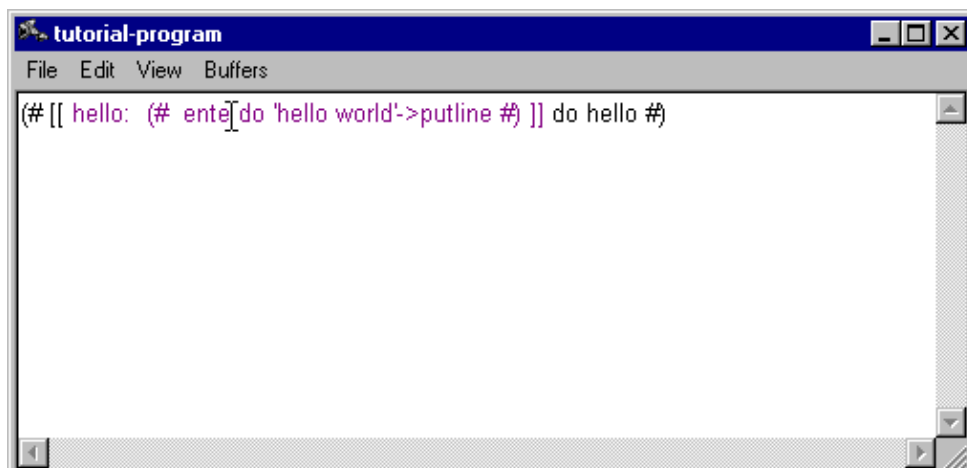 tutorial-program
File Edit View Buffers
(# [[ hello: (# ente do 'hello world'->putline #) ]] do hello #)